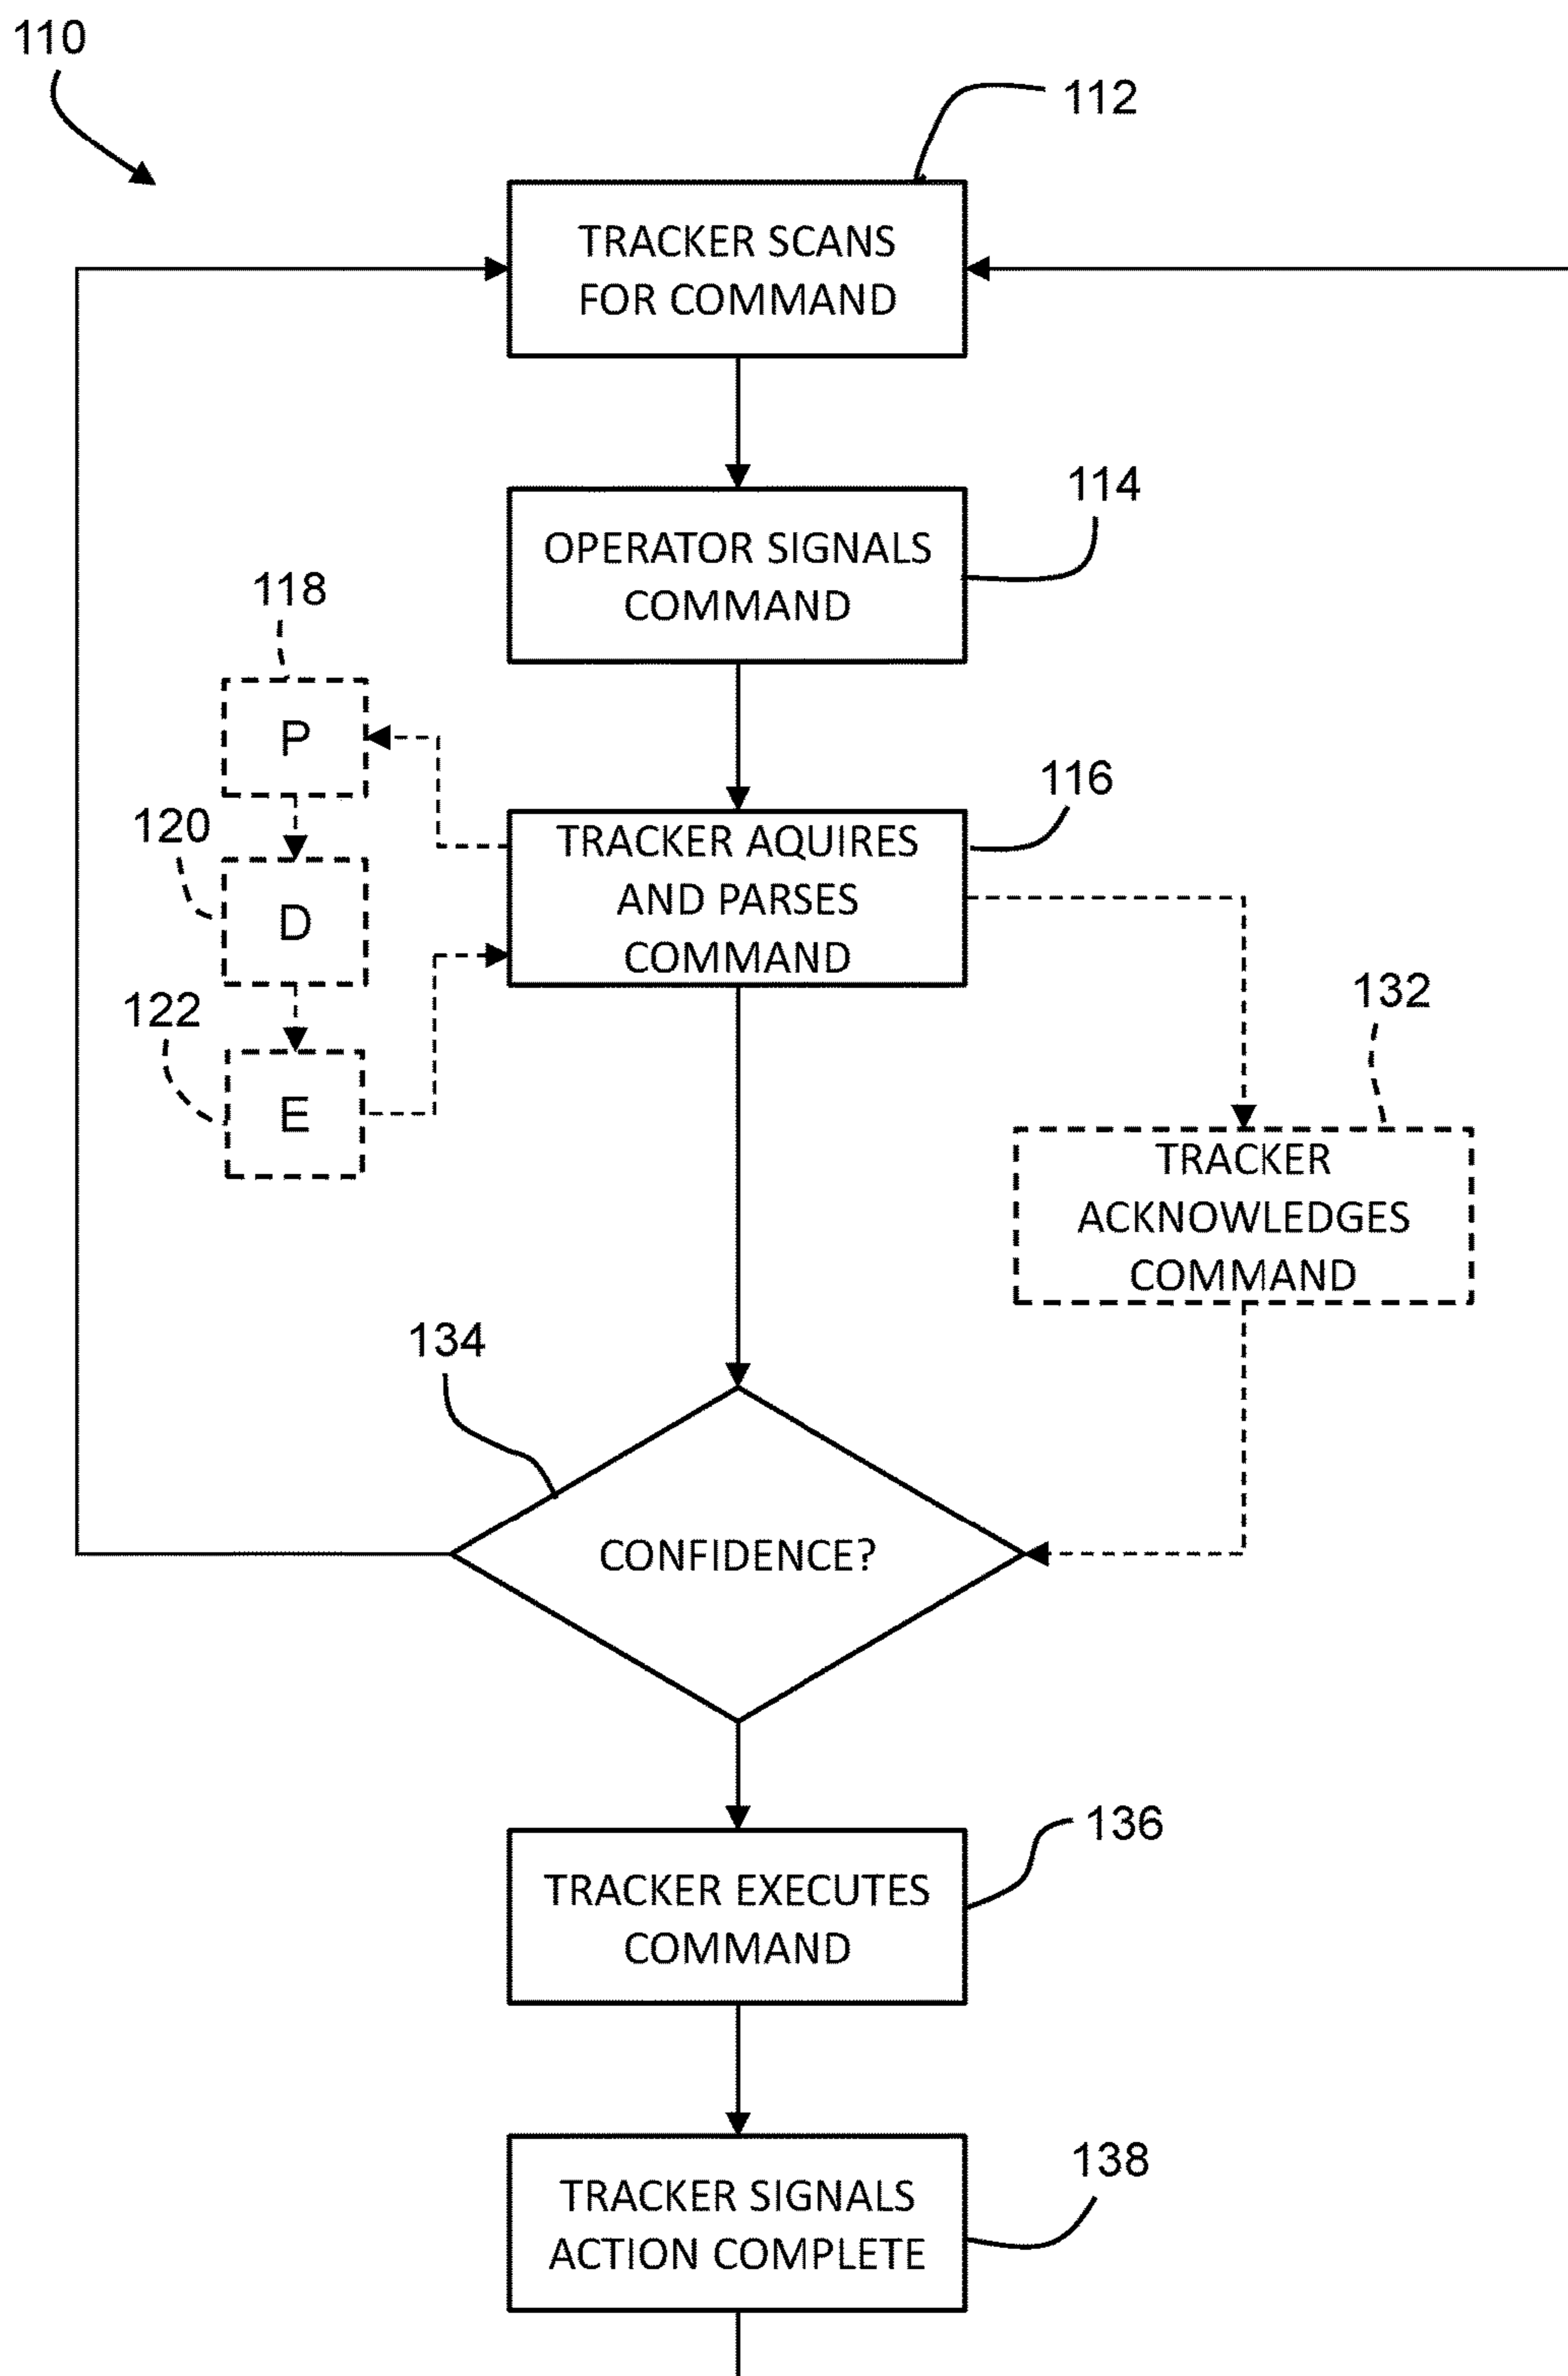 110
112
TRACKER SCANS
FOR COMMAND
114
OPERATOR SIGNALS
COMMAND
118
P
116
TRACKER AQUIRES
AND PARSES
COMMAND
120
D
122
E
132
TRACKER
ACKNOWLEDGES
COMMAND
134
CONFIDENCE?
136
TRACKER EXECUTES
COMMAND
138
TRACKER SIGNALS
ACTION COMPLETE